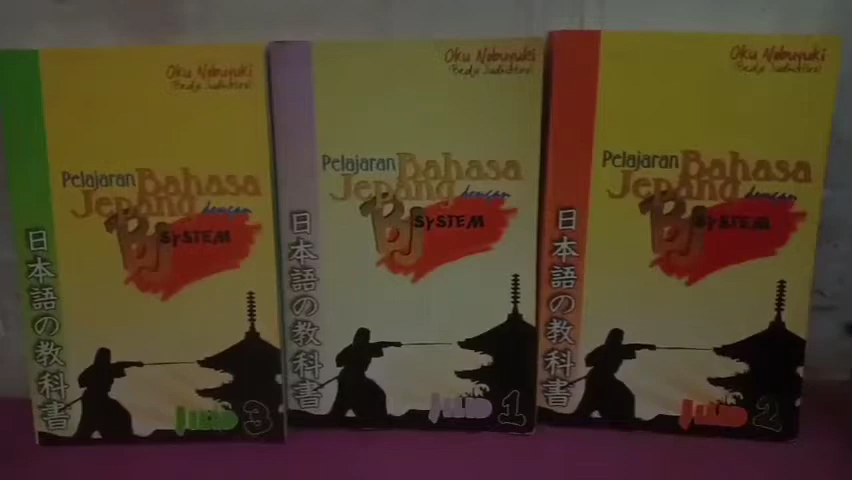 Oku Nobuyuki
Pelajaran Bahasa
Jepang dengan
BJ SYSTEM
日本語の教科書
Jilid 3
Oku Nobuyuki
Pelajaran Bahasa
Jepang dengan
BJ SYSTEM
日本語の教科書
Jilid 1
Oku Nobuyuki
Pelajaran Bahasa
Jepang dengan
BJ SYSTEM
日本語の教科書
Jilid 2